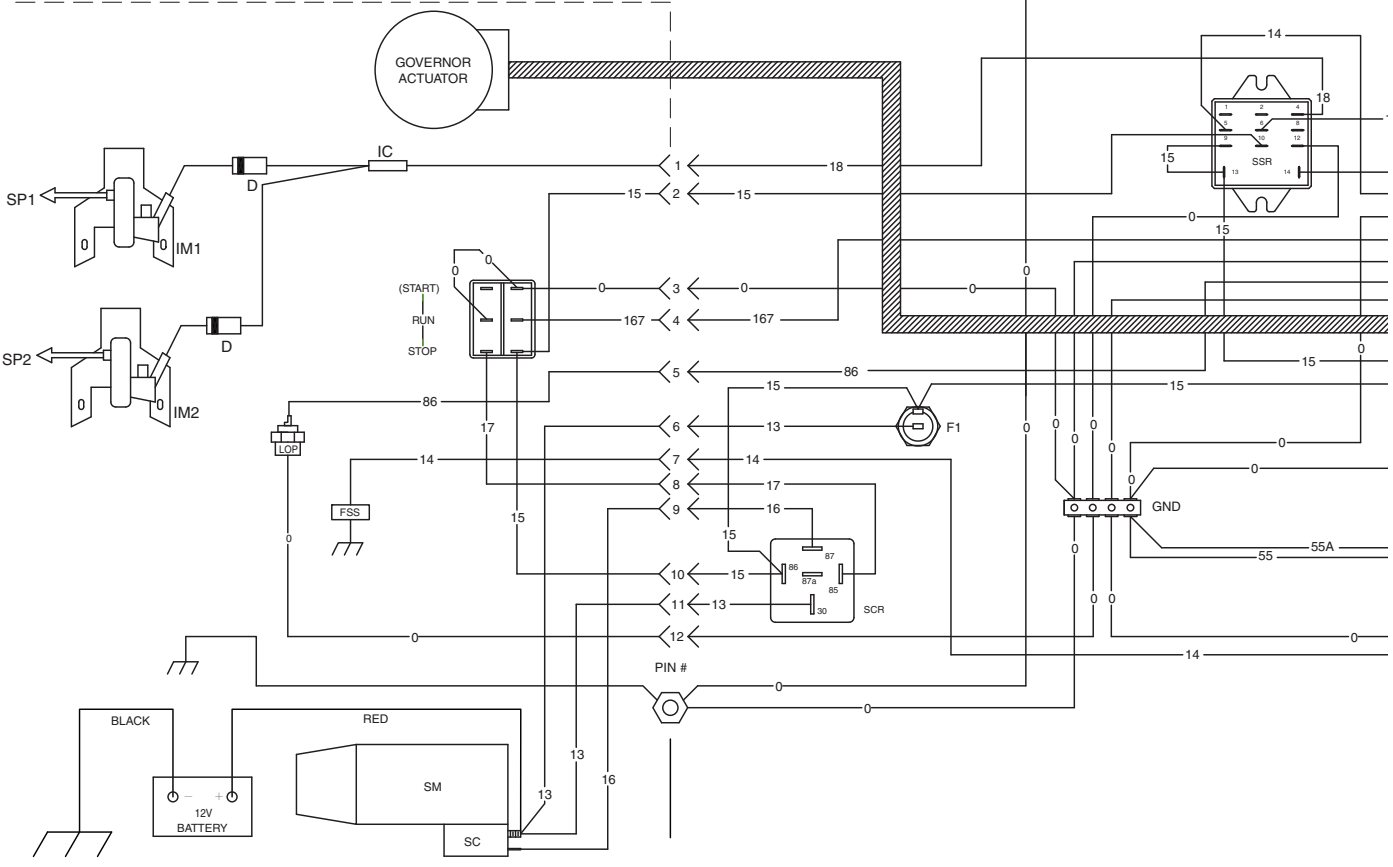 14
GOVERNOR
ACTUATOR
18
1 2 4
5 6 8
9 10 12
SSR
13 14
15
IC
1
18
D
SP1
IM1
15
2
15
0
15
0
0
0
(START)
0
3
0
0
RUN
167
4
167
STOP
D
SP2
IM2
0
15
5
86
15
15
86
17
6
13
F1
0
0
0
0
0
0
LOP
14
7
14
0
8
17
FSS
9
16
GND
15
15
0
0
55A
55
87
86
87a
85
30
SCR
10
15
11
13
0
0
0
12
0
14
PIN #
0
0
BLACK
RED
13
16
13
SM
− +
12V
BATTERY
SC